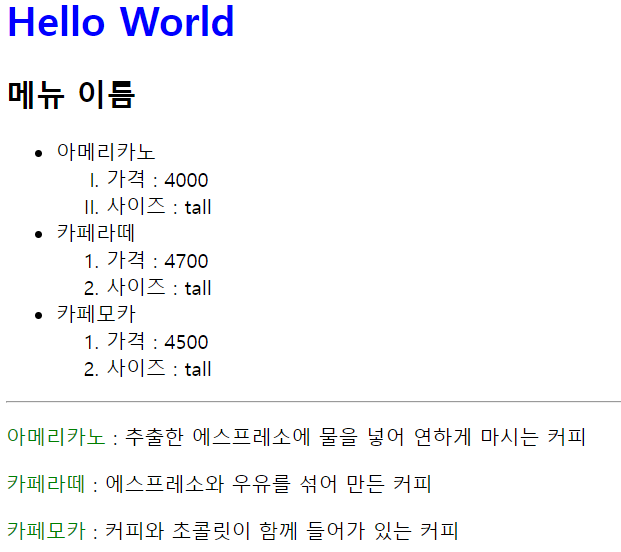 Hello World
메뉴 이틈
• 아메리카노
I. 가격 : 4000
II. 사이즈 : tall
• 카페라떼
1. 가격 : 4700
2. 사이즈 : tall
• 카페모카
1. 가격 : 4500
2. 사이즈 : tall
아메리카노 : 추출한 에스프레소에 물을 넣어 연하게 마시는 커피
카페라떼 : 에스프레소와 우유를 섞어 만든 커피
카페모카 : 커피와 초콜릿이 함께 들어가 있는 커피